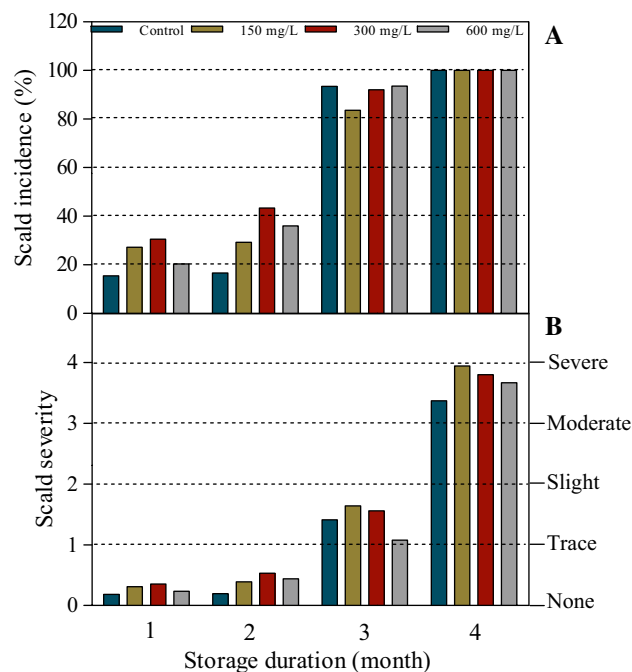 120
100
80
60
40
20
0
Scald incidence (%)
Control 150 mg/L 300 mg/L 600 mg/L
A
B
4
3
2
1
0
Scald severity
Severe
Moderate
Slight
Trace
None
1 2 3 4
Storage duration (month)